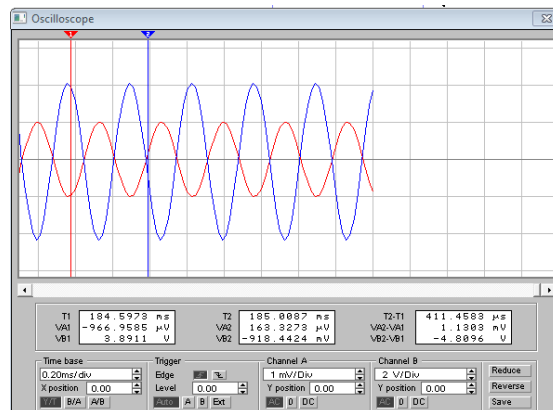 Oscilloscope
1 2
T1 184.5973 ms T2 185.0087 ms T2-T1 411.4583 µs
VA1 -966.9585 µV VA2 163.3273 µV VA2-VA1 1.1303 mV
VB1 3.8911 V VB2 -918.4424 mV VB2-VB1 -4.8096 V
Time base Trigger Channel A Channel B Reduce
0.20ms/div Edge 1 mV/Div 2 V/Div Reverse
X position 0.00 Level 0.00 Y position 0.00 Y position 0.00
Y/T B/A A/B Auto A B Ext AC 0 DC AC 0 DC Save